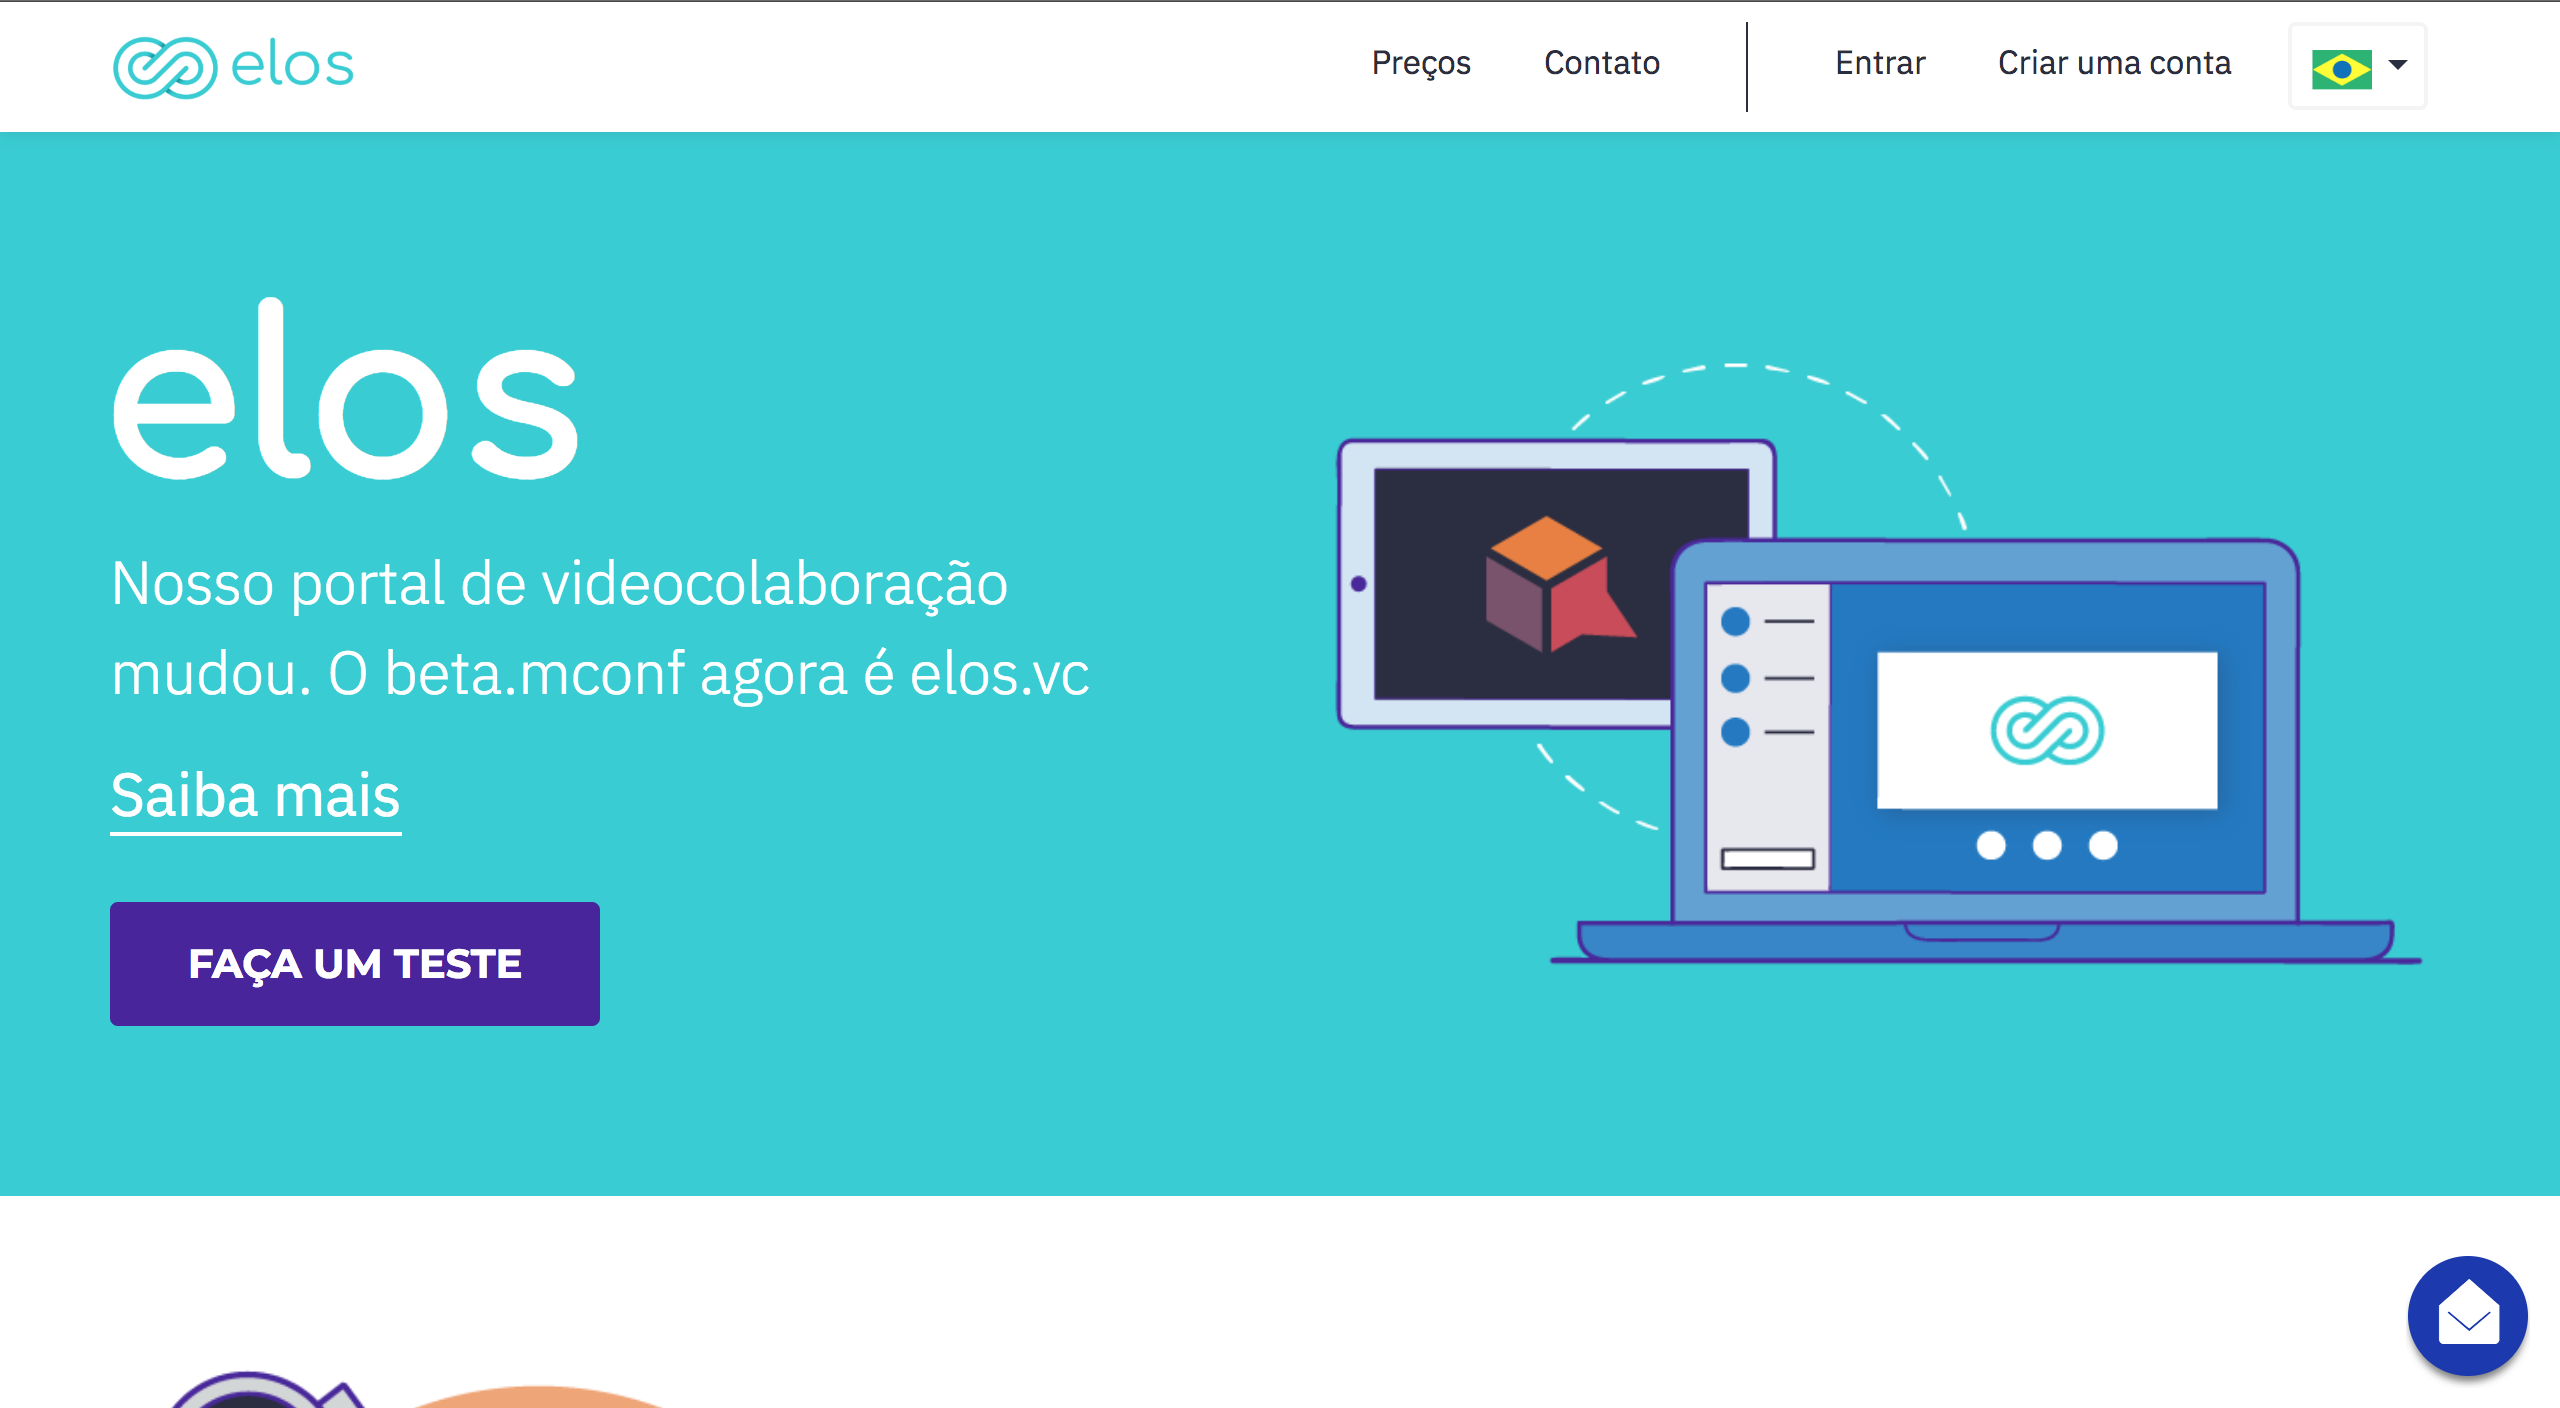 elos
Preços
Contato
Entrar
Criar uma conta
elos
Nosso portal de videocolaboração
mudou. O beta.mconf agora é elos.vc
Saiba mais
FAÇA UM TESTE